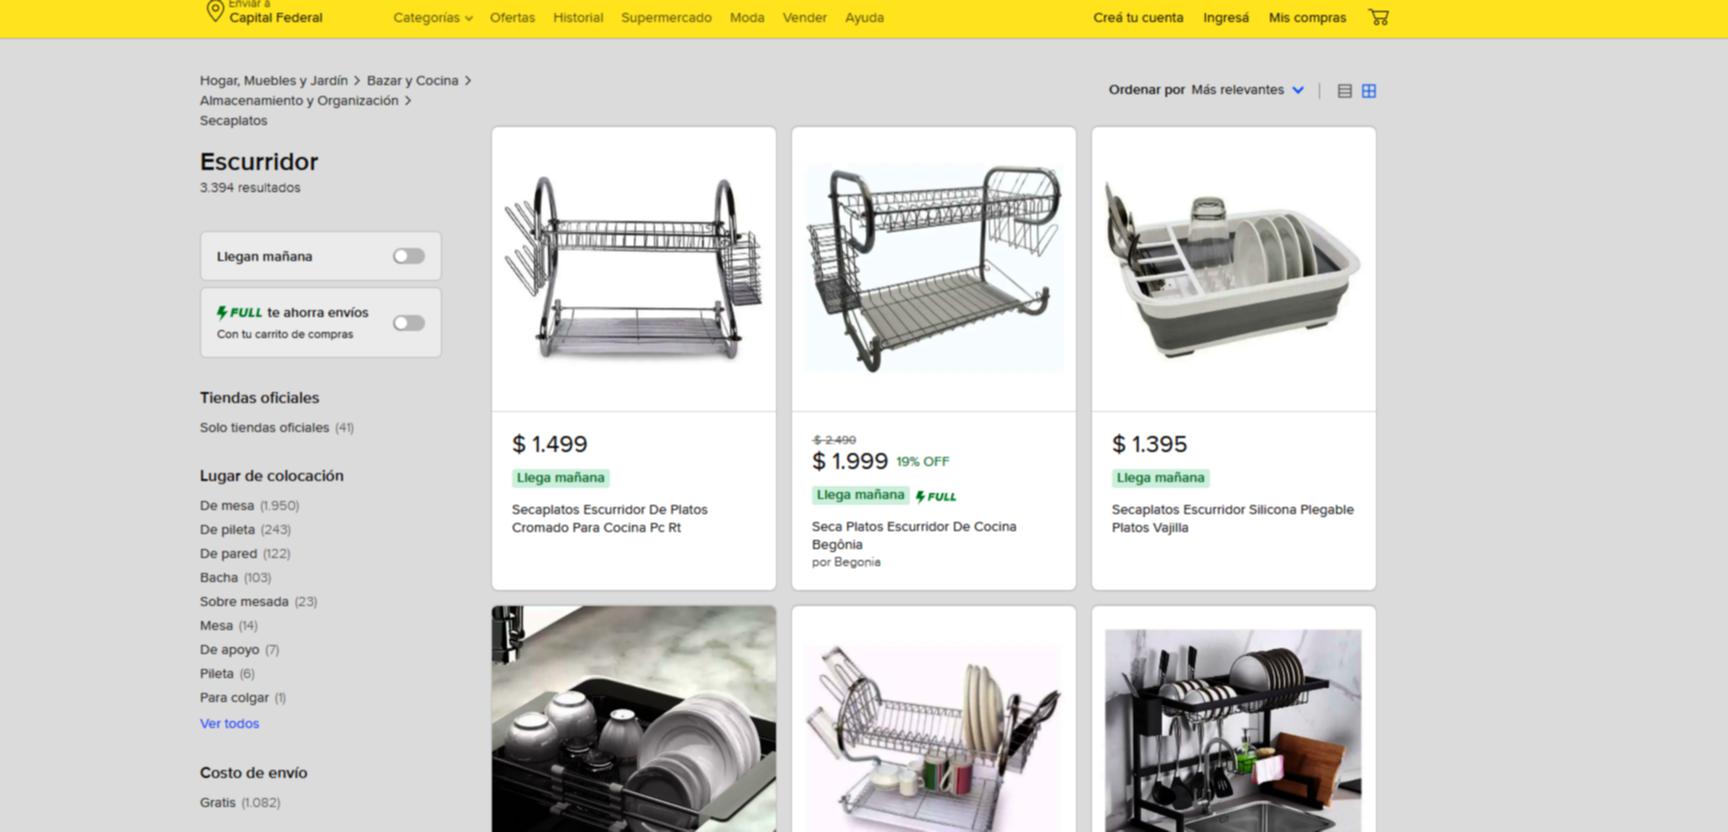 Enviar a
Capital Federal
Categorías
Ofertas
Historial
Supermercado
Moda
Vender
Ayuda
Creá tu cuenta
Ingresá
Mis compras
Hogar, Muebles y Jardín > Bazar y Cocina >
Almacenamiento y Organización >
Secaplatos
Escurridor
3.394 resultados
Llegan mañana
FULL te ahorra envíos
Con tu carrito de compras
Tiendas oficiales
Solo tiendas oficiales (41)
Lugar de colocación
De mesa (1.950)
De pileta (243)
De pared (122)
Bacha (103)
Sobre mesada (23)
Mesa (14)
De apoyo (7)
Pileta (6)
Para colgar (1)
Ver todos
Costo de envío
Gratis (1.082)
Ordenar por Más relevantes
$ 1.499
Llega mañana
Secaplatos Escurridor De Platos
Cromado Para Cocina Pc Rt
$ 2.490
$ 1.999 19% OFF
Llega mañana FULL
Seca Platos Escurridor De Cocina
Begônia
por Begonia
$ 1.395
Llega mañana
Secaplatos Escurridor Silicona Plegable
Platos Vajilla